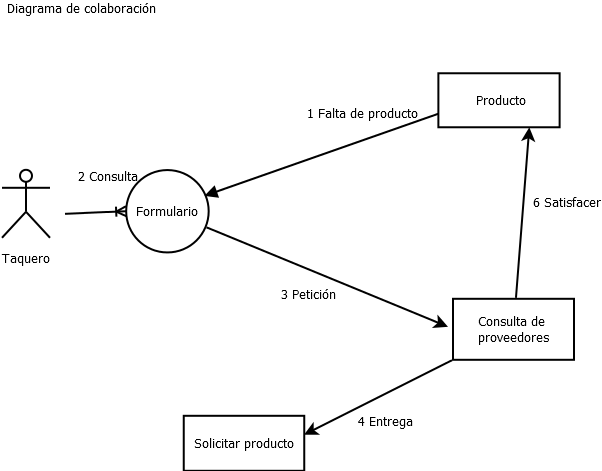 Diagrama de colaboración
Producto
1 Falta de producto
2 Consulta
Formulario
6 Satisfacer
Taquero
3 Petición
Consulta de
proveedores
4 Entrega
Solicitar producto